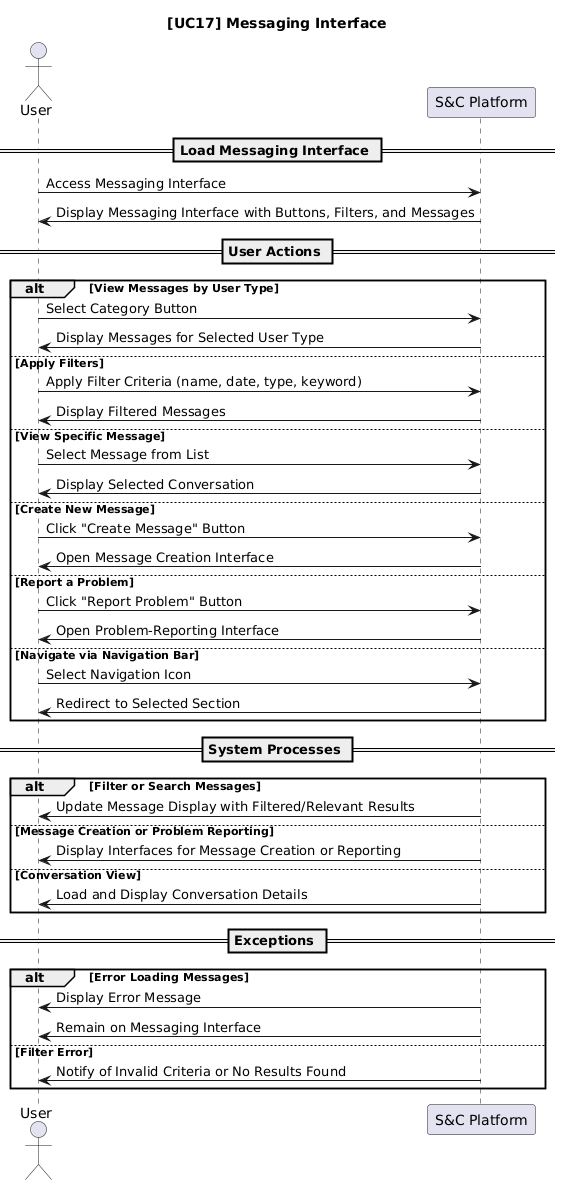 [UC17] Messaging Interface
User
S&C Platform
Load Messaging Interface
Access Messaging Interface
Display Messaging Interface with Buttons, Filters, and Messages
User Actions
alt [View Messages by User Type]
Select Category Button
Display Messages for Selected User Type
[Apply Filters]
Apply Filter Criteria (name, date, type, keyword)
Display Filtered Messages
[View Specific Message]
Select Message from List
Display Selected Conversation
[Create New Message]
Click "Create Message" Button
Open Message Creation Interface
[Report a Problem]
Click "Report Problem" Button
Open Problem-Reporting Interface
[Navigate via Navigation Bar]
Select Navigation Icon
Redirect to Selected Section
System Processes
alt [Filter or Search Messages]
Update Message Display with Filtered/Relevant Results
[Message Creation or Problem Reporting]
Display Interfaces for Message Creation or Reporting
[Conversation View]
Load and Display Conversation Details
Exceptions
alt [Error Loading Messages]
Display Error Message
Remain on Messaging Interface
[Filter Error]
Notify of Invalid Criteria or No Results Found
User
S&C Platform